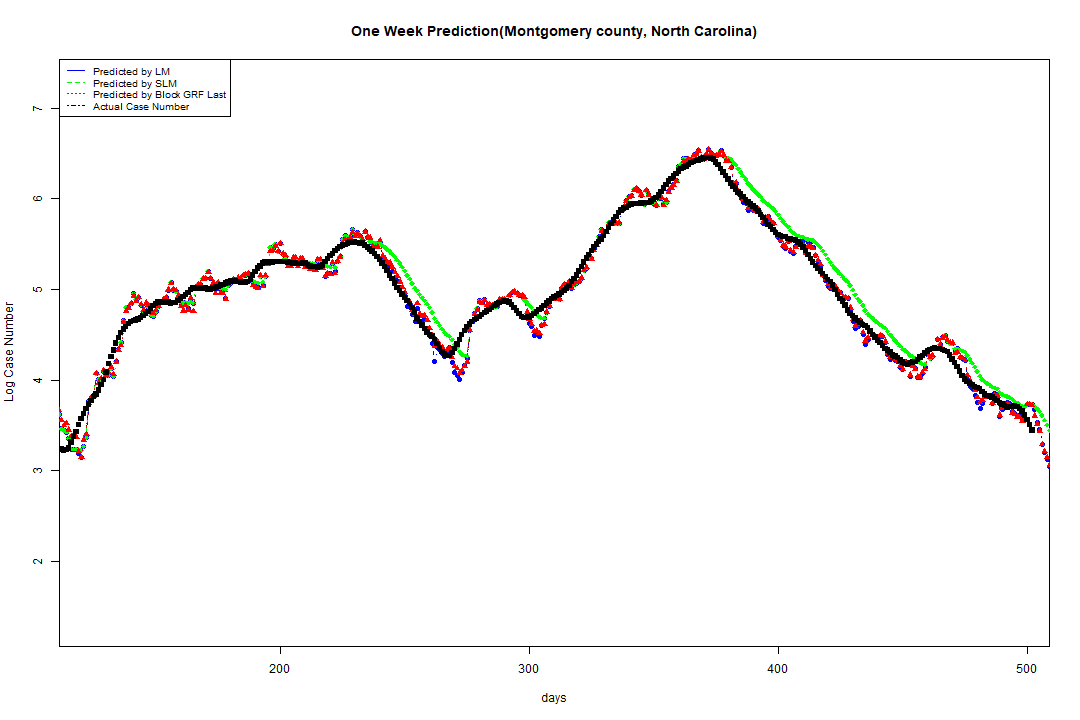 One Week Prediction(Montgomery county, North Carolina)
Predicted by LM
Predicted by SLM
Predicted by Block GRF Last
Actual Case Number
7
6
5
4
3
2
Log Case Number
200 300 400 500
days